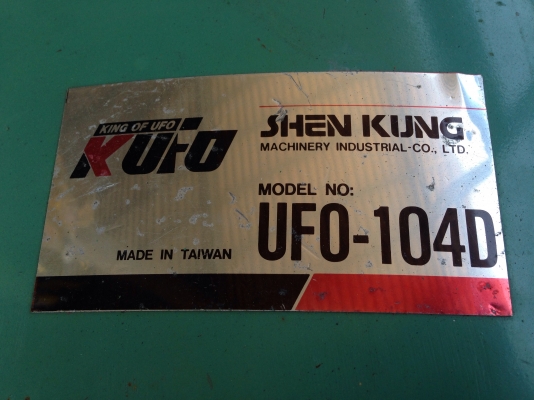 KING OF UFO
KUFO
SHEN KUNG
MACHINERY INDUSTRIAL-CO., LTD.
MODEL NO:
UFO-104D
MADE IN TAIWAN